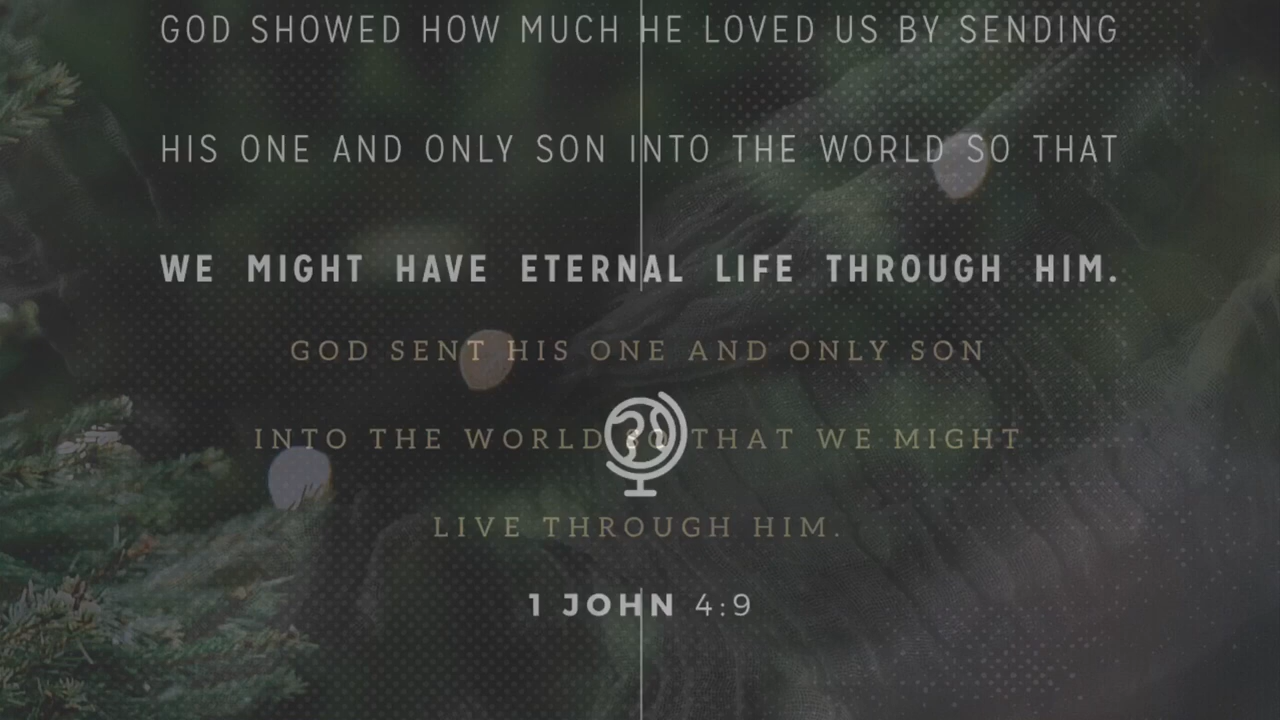 GOD SHOWED HOW MUCH HE LOVED US BY SENDING
HIS ONE AND ONLY SON INTO THE WORLD SO THAT
WE MIGHT HAVE ETERNAL LIFE THROUGH HIM.
GOD SENT HIS ONE AND ONLY SON
INTO THE WORLD SO THAT WE MIGHT
LIVE THROUGH HIM.
1 JOHN 4:9